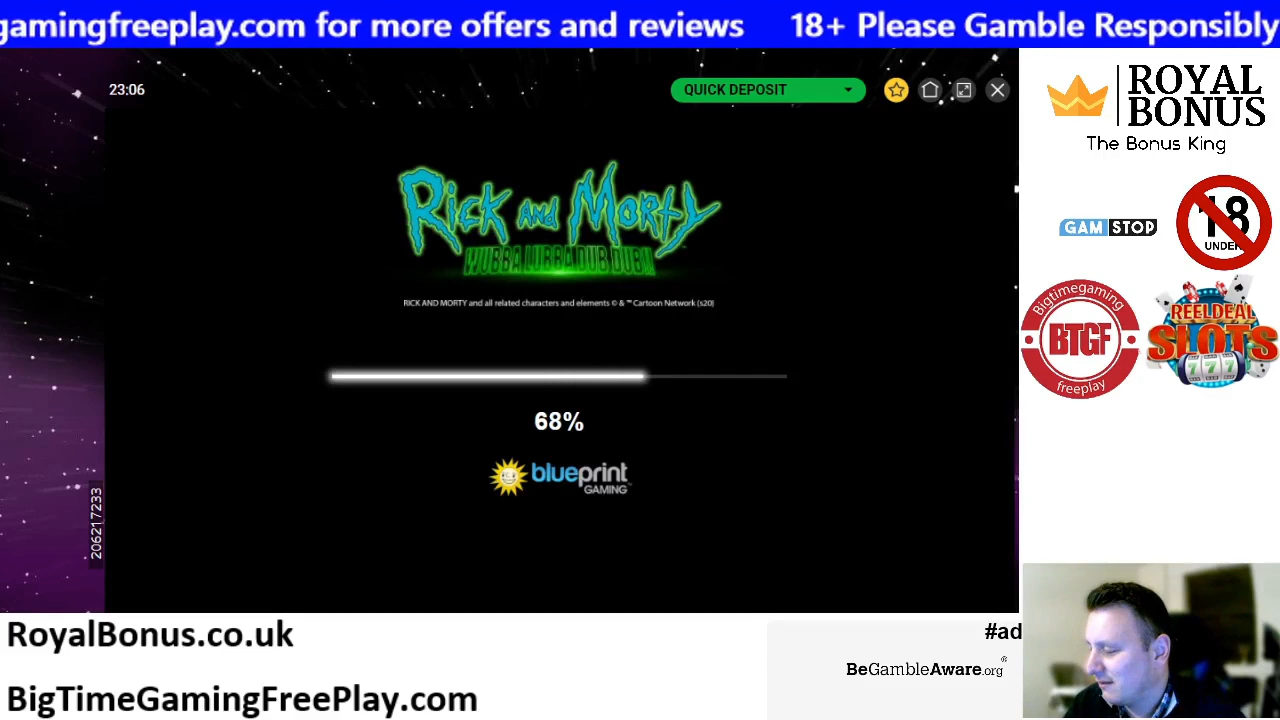 gamingfreeplay.com for more offers and reviews 18+ Please Gamble Responsibly
23:06
QUICK DEPOSIT
RICK AND MORTY
WUBBA LUBBA DUB DUB!
RICK AND MORTY and all related characters and elements © & ™ Cartoon Network (s20)
68%
blueprint
GAMING™
206217233
ROYAL
BONUS
The Bonus King
GAMSTOP
18
UNDER
Bigtimegaming
BTGF
freeplay
REELDEAL
SLOTS
777
RoyalBonus.co.uk
BigTimeGamingFreePlay.com
#ad
BeGambleAware.org®